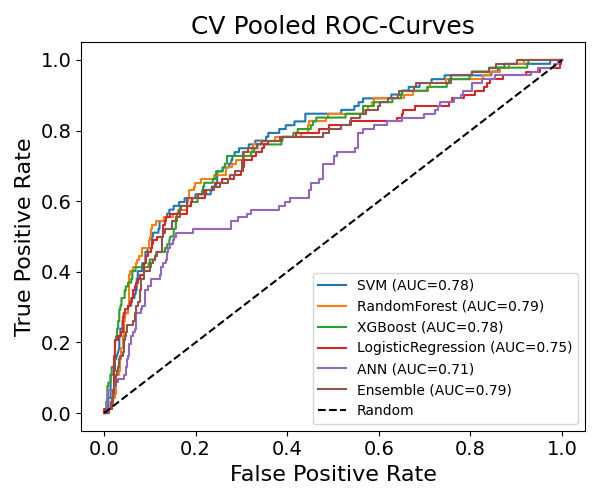 CV Pooled ROC-Curves
True Positive Rate
1.0
0.8
0.6
0.4
0.2
0.0
SVM (AUC=0.78)
RandomForest (AUC=0.79)
XGBoost (AUC=0.78)
LogisticRegression (AUC=0.75)
ANN (AUC=0.71)
Ensemble (AUC=0.79)
Random
0.0 0.2 0.4 0.6 0.8 1.0
False Positive Rate